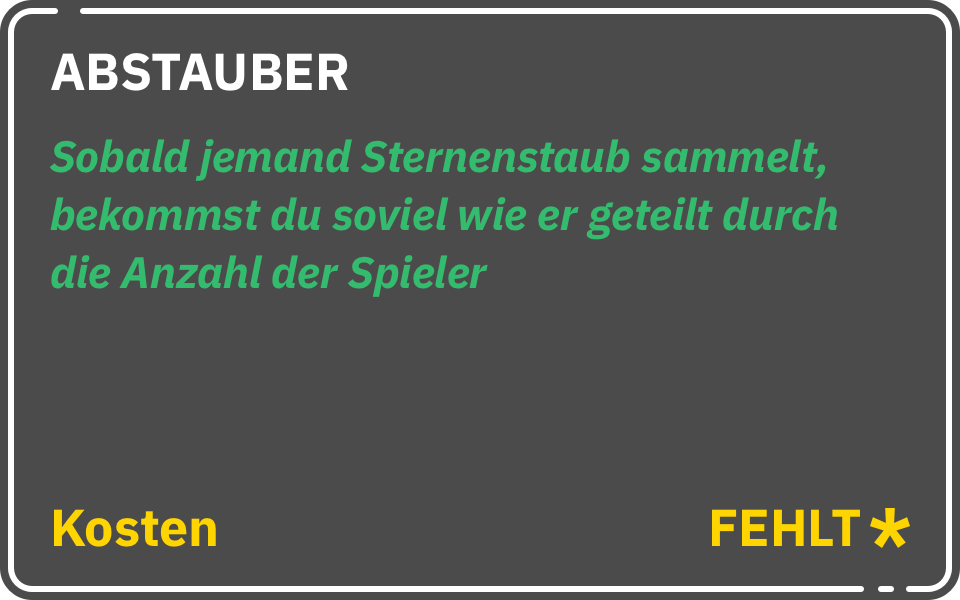 ABSTAUBER
Sobald jemand Sternenstaub sammelt,
bekommst du soviel wie er geteilt durch
die Anzahl der Spieler
Kosten FEHLT*